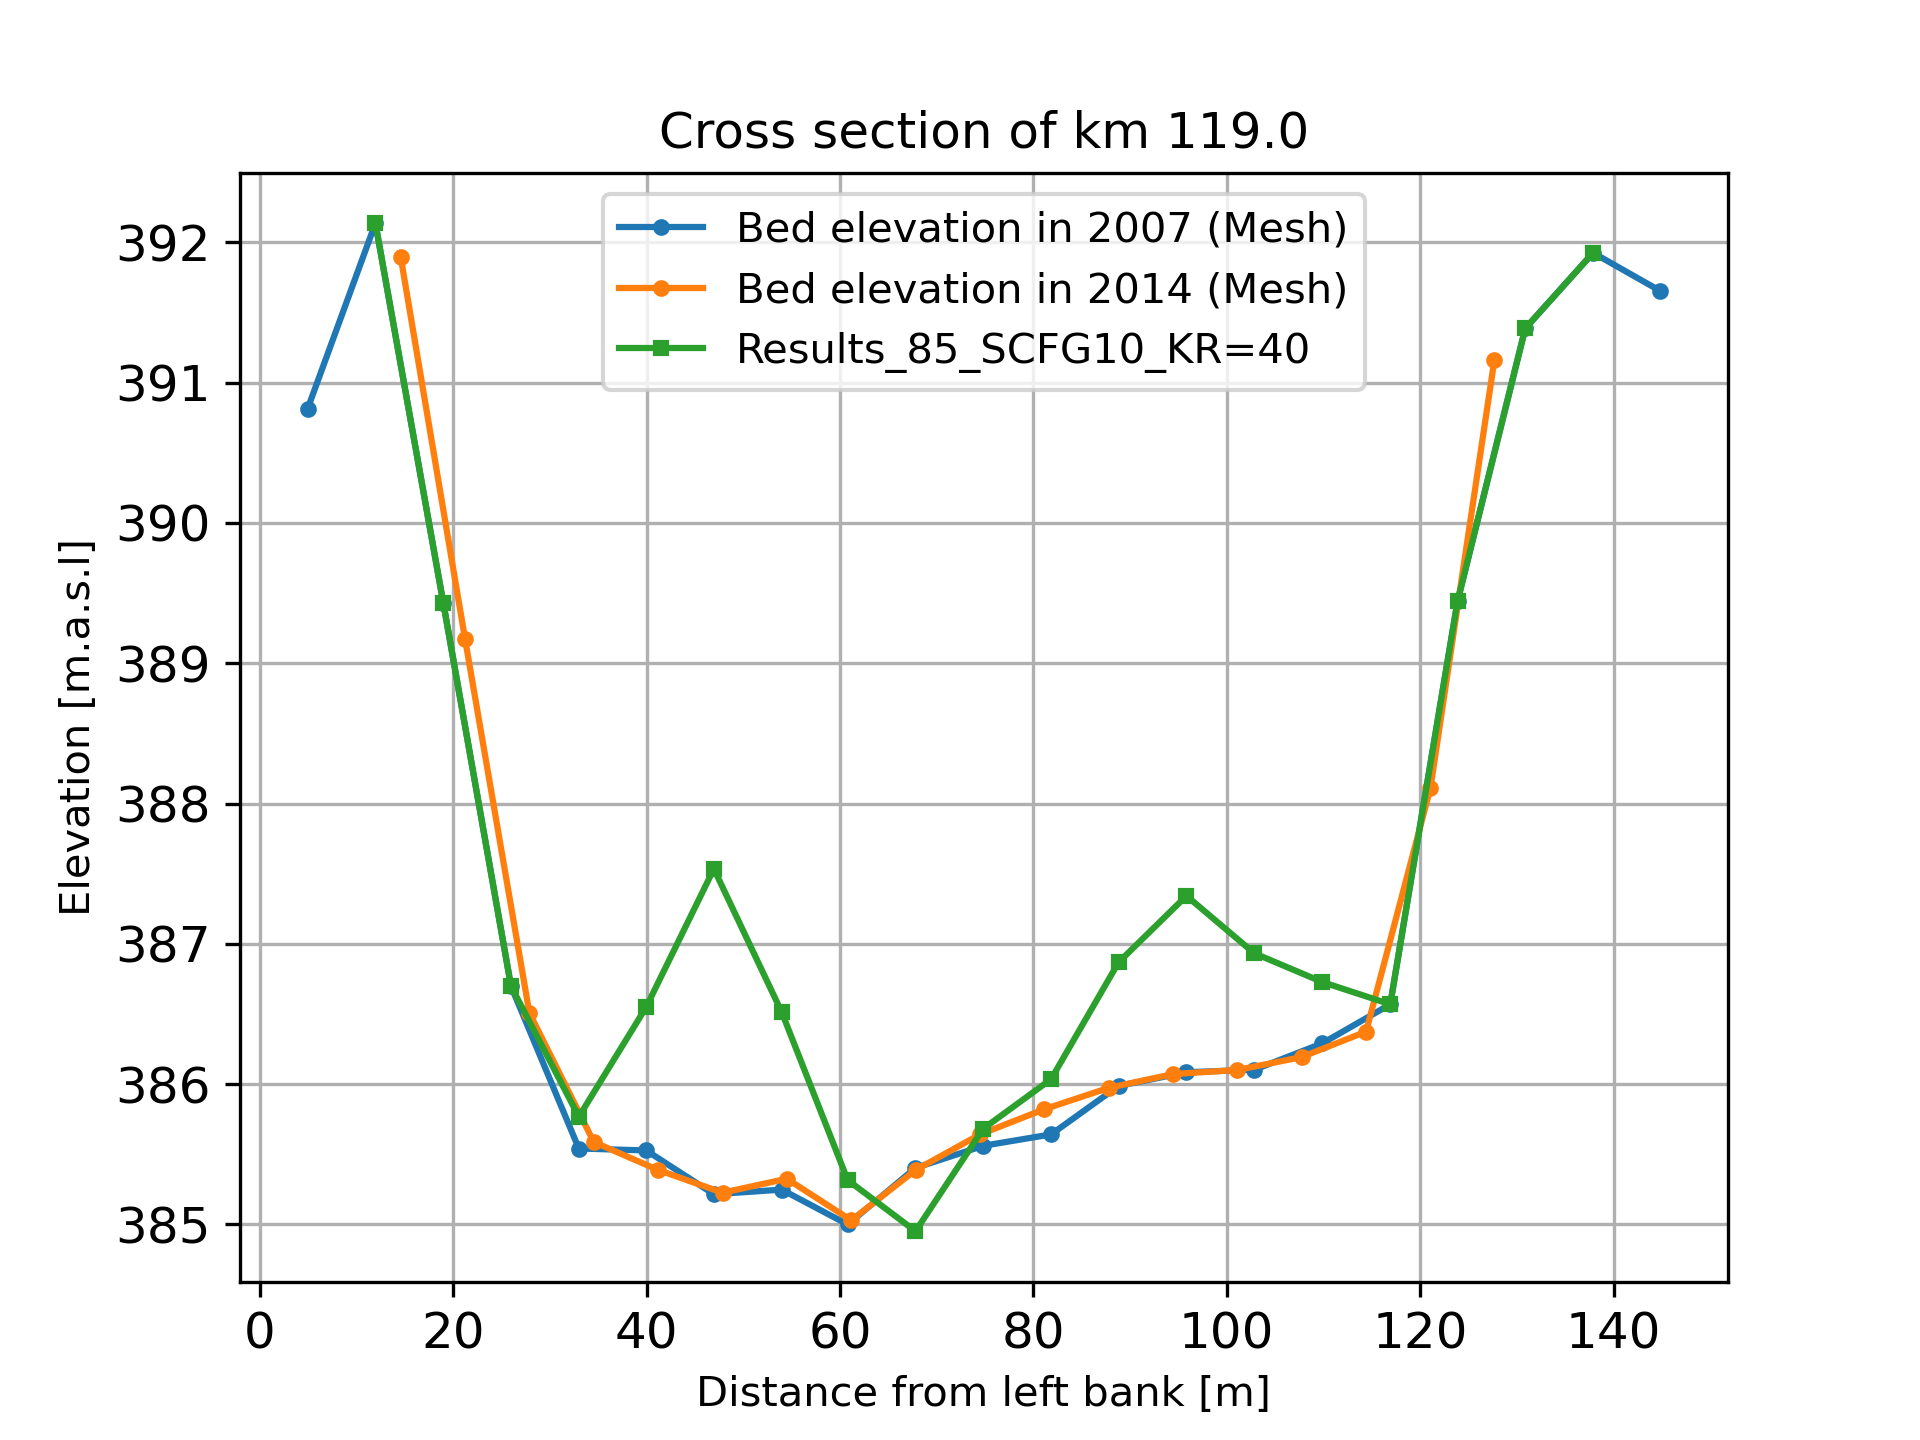 Cross section of km 119.0
Bed elevation in 2007 (Mesh)
Bed elevation in 2014 (Mesh)
Results_85_SCFG10_KR=40
392
391
390
389
388
387
386
385
Elevation [m.a.s.l]
0 20 40 60 80 100 120 140
Distance from left bank [m]